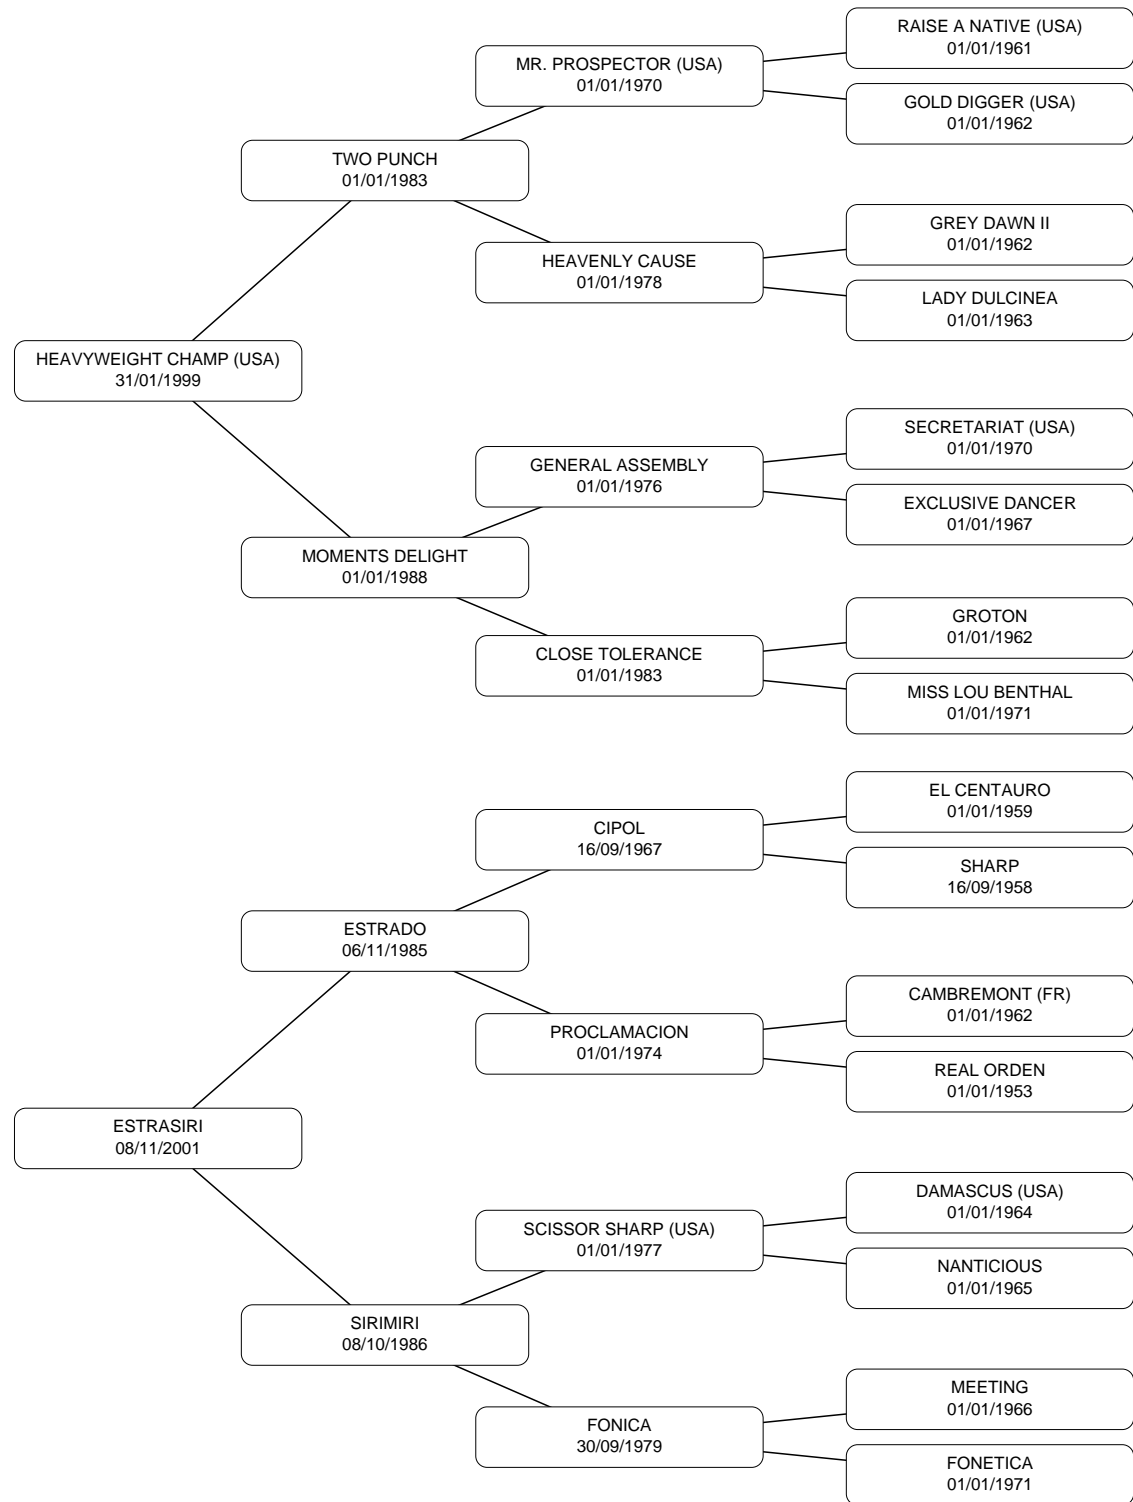 RAISE A NATIVE (USA)
01/01/1961
MR. PROSPECTOR (USA)
01/01/1970
GOLD DIGGER (USA)
01/01/1962
TWO PUNCH
01/01/1983
GREY DAWN II
01/01/1962
HEAVENLY CAUSE
01/01/1978
LADY DULCINEA
01/01/1963
HEAVYWEIGHT CHAMP (USA)
31/01/1999
SECRETARIAT (USA)
01/01/1970
GENERAL ASSEMBLY
01/01/1976
EXCLUSIVE DANCER
01/01/1967
MOMENTS DELIGHT
01/01/1988
GROTON
01/01/1962
CLOSE TOLERANCE
01/01/1983
MISS LOU BENTHAL
01/01/1971
EL CENTAURO
01/01/1959
CIPOL
16/09/1967
SHARP
16/09/1958
ESTRADO
06/11/1985
CAMBREMONT (FR)
01/01/1962
PROCLAMACION
01/01/1974
REAL ORDEN
01/01/1953
ESTRASIRI
08/11/2001
DAMASCUS (USA)
01/01/1964
SCISSOR SHARP (USA)
01/01/1977
NANTICIOUS
01/01/1965
SIRIMIRI
08/10/1986
MEETING
01/01/1966
FONICA
30/09/1979
FONETICA
01/01/1971